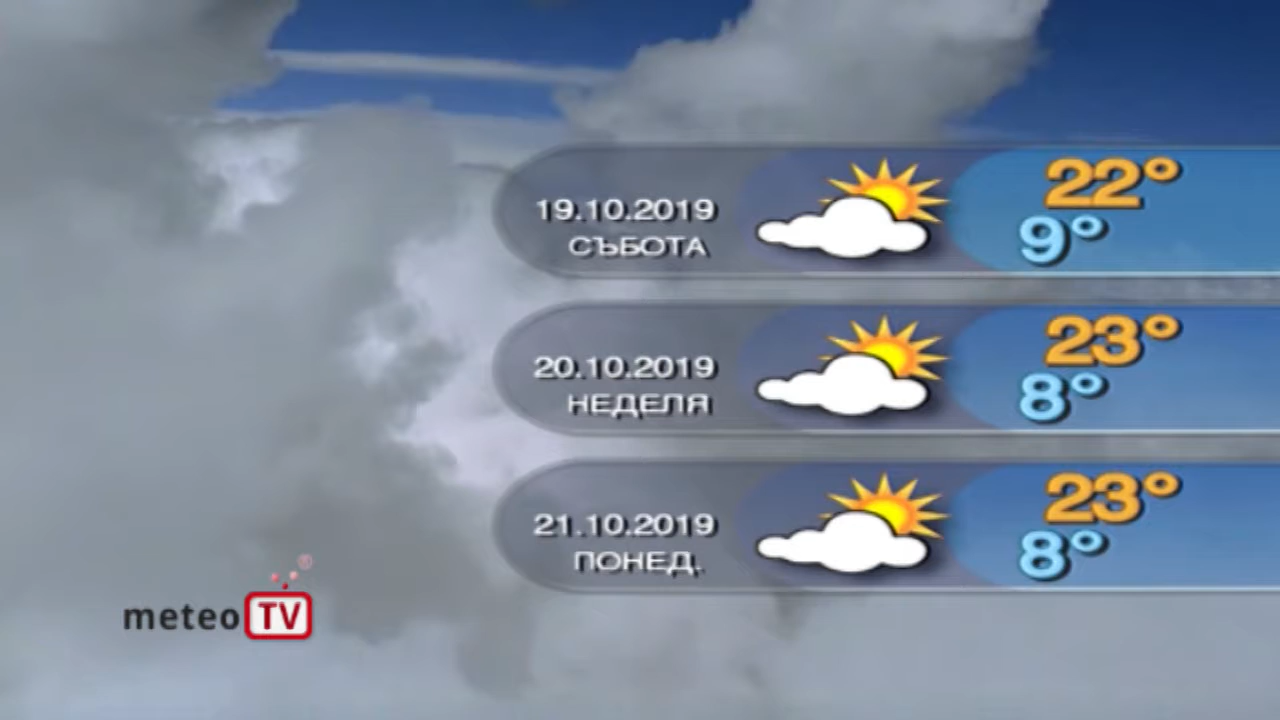 19.10.2019
СЪБОТА
22°
9°
20.10.2019
НЕДЕЛЯ
23°
8°
21.10.2019
ПОНЕД.
23°
8°
meteo TV ®